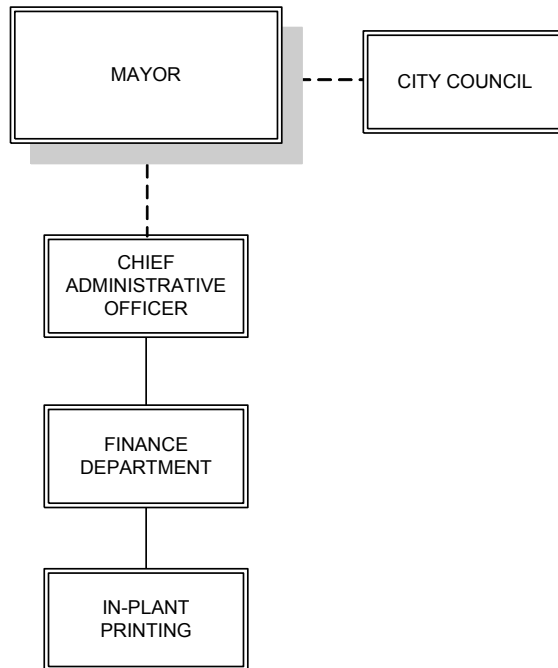 MAYOR
CITY COUNCIL
CHIEF
ADMINISTRATIVE
OFFICER
FINANCE
DEPARTMENT
IN-PLANT
PRINTING